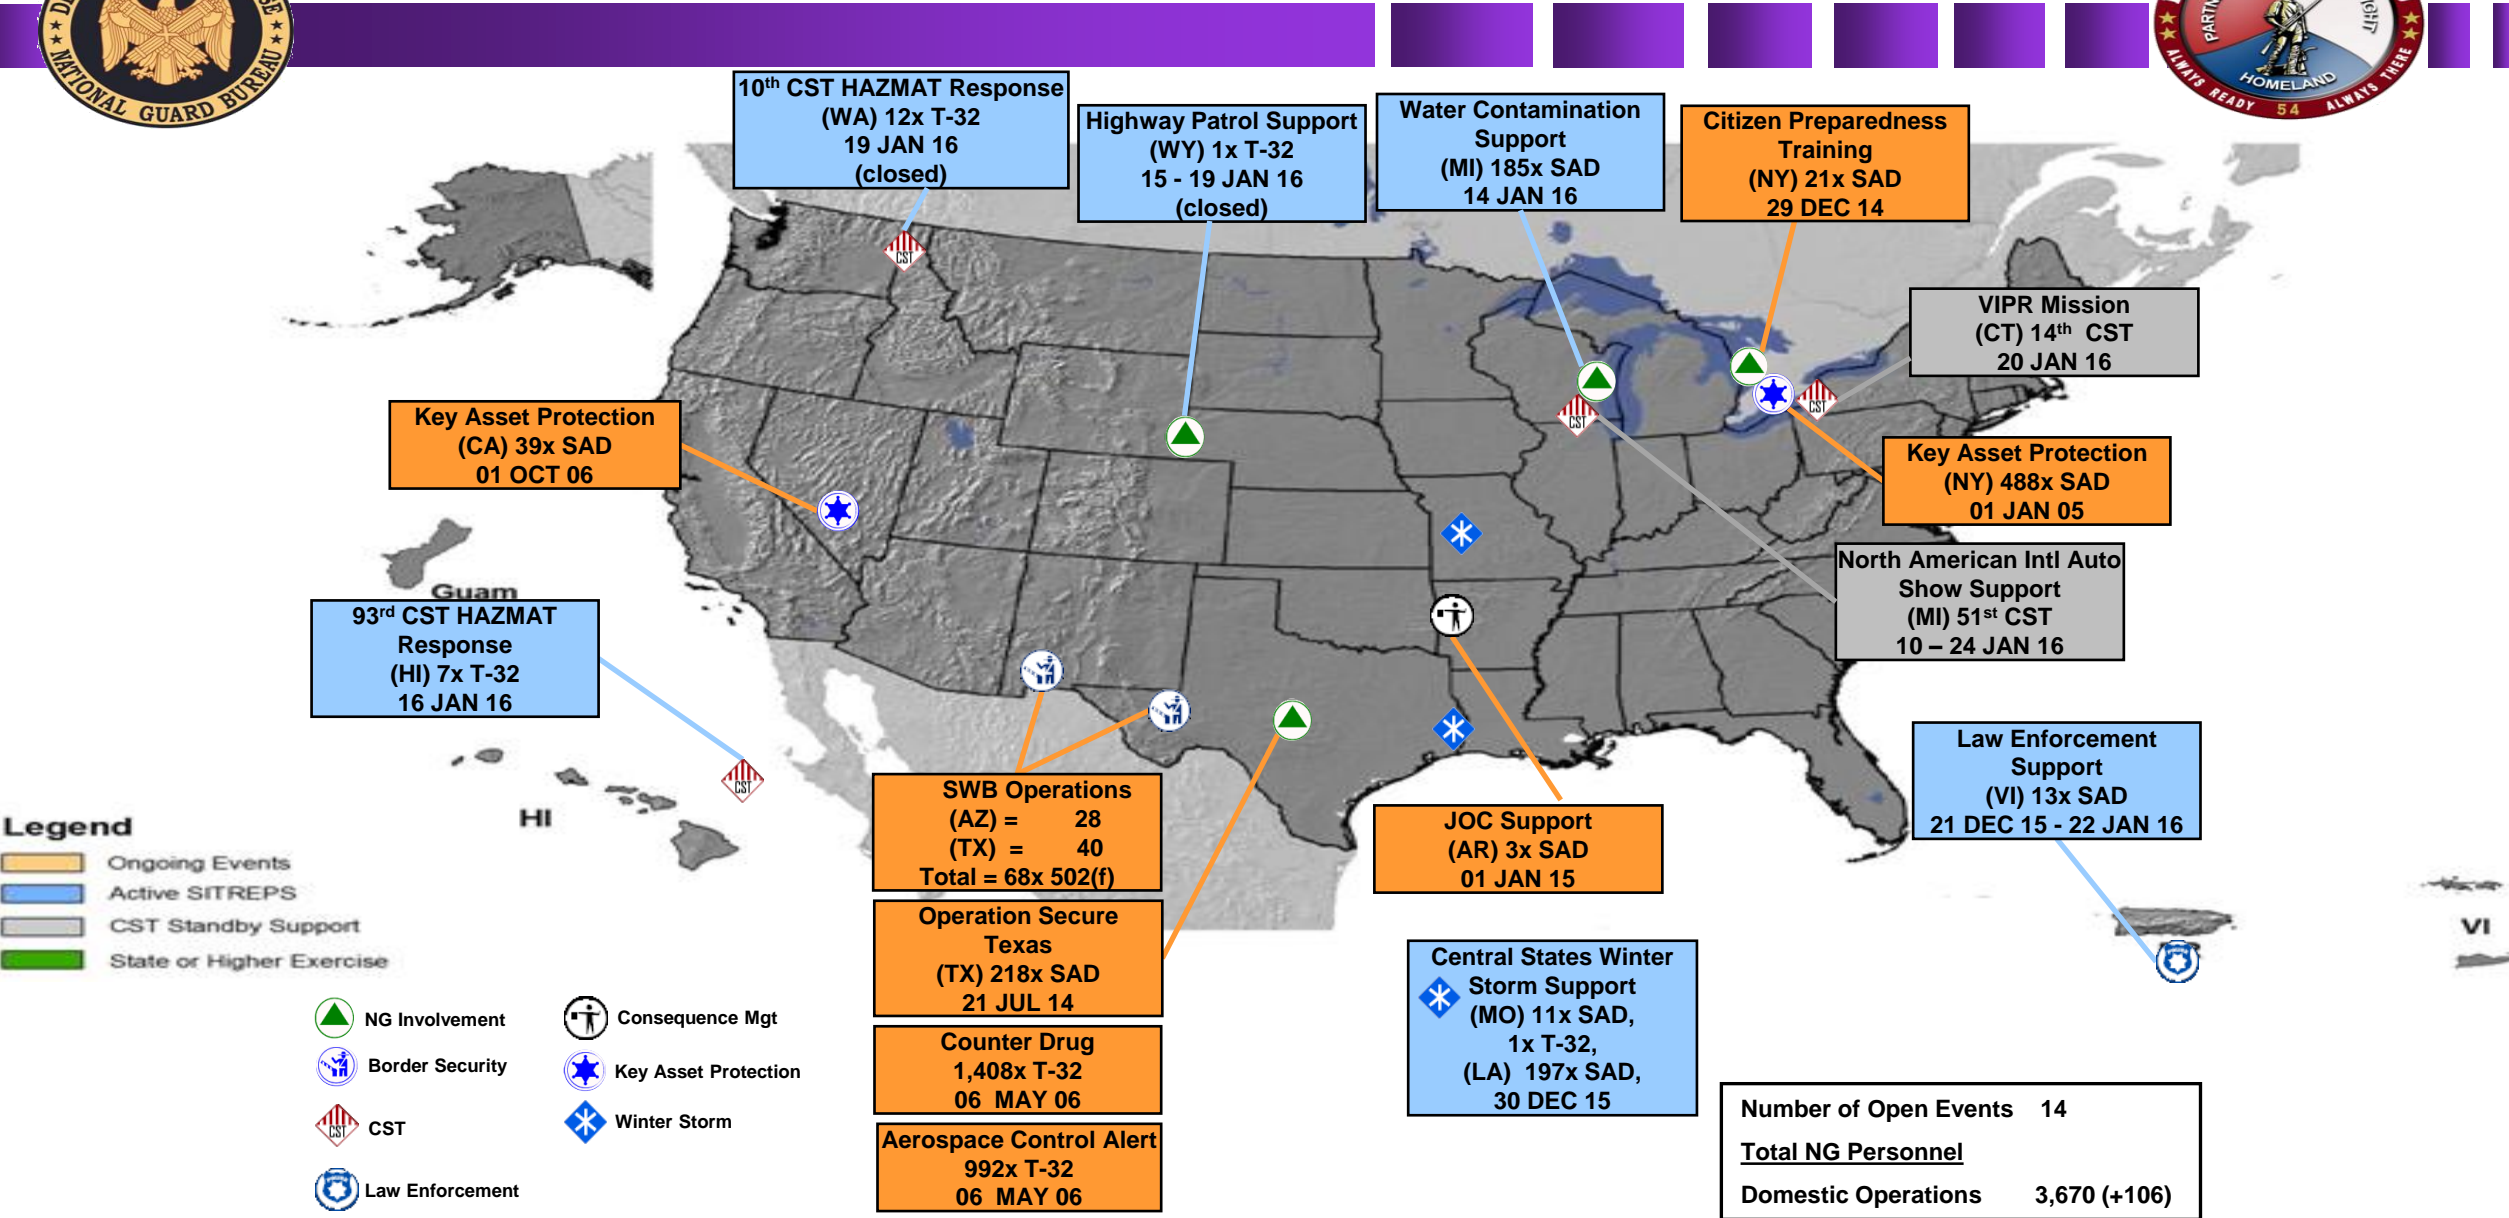 NATIONAL GUARD BUREAU
HOMELAND
ALWAYS READY 54 ALWAYS THERE
10th CST HAZMAT Response
(WA) 12x T-32
19 JAN 16
(closed)
Highway Patrol Support
(WY) 1x T-32
15 - 19 JAN 16
(closed)
Water Contamination
Support
(MI) 185x SAD
14 JAN 16
Citizen Preparedness
Training
(NY) 21x SAD
29 DEC 14
VIPR Mission
(CT) 14th CST
20 JAN 16
Key Asset Protection
(CA) 39x SAD
01 OCT 06
Key Asset Protection
(NY) 488x SAD
01 JAN 05
North American Intl Auto
Show Support
(MI) 51st CST
10 – 24 JAN 16
Guam
93rd CST HAZMAT
Response
(HI) 7x T-32
16 JAN 16
HI
CST
CST
CST
CST
SWB Operations
(AZ) = 28
(TX) = 40
Total = 68x 502(f)
Operation Secure
Texas
(TX) 218x SAD
21 JUL 14
Counter Drug
1,408x T-32
06 MAY 06
Aerospace Control Alert
992x T-32
06 MAY 06
JOC Support
(AR) 3x SAD
01 JAN 15
Law Enforcement
Support
(VI) 13x SAD
21 DEC 15 - 22 JAN 16
VI
Central States Winter
Storm Support
(MO) 11x SAD,
1x T-32,
(LA) 197x SAD,
30 DEC 15
Legend
Ongoing Events
Active SITREPS
CST Standby Support
State or Higher Exercise
NG Involvement
Border Security
CST
CST
Law Enforcement
Consequence Mgt
Key Asset Protection
Winter Storm
Number of Open Events 14
Total NG Personnel
Domestic Operations 3,670 (+106)